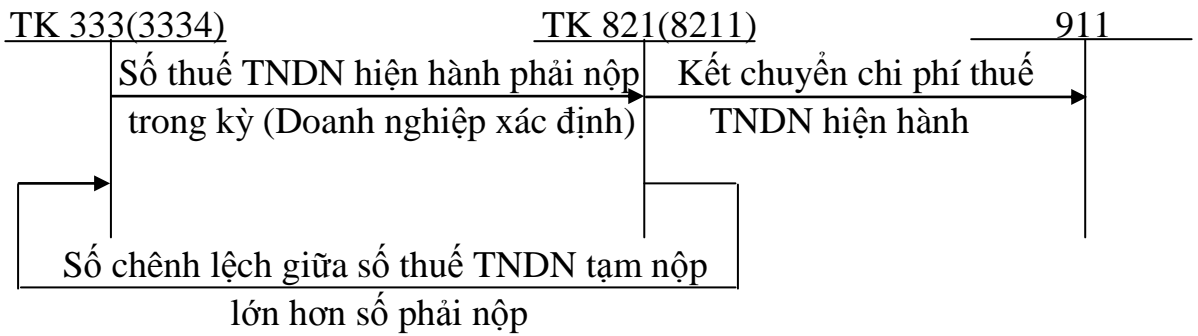 TK 333(3334)
TK 821(8211)
911
Số thuế TNDN hiện hành phải nộp
trong kỳ (Doanh nghiệp xác định)
Kết chuyển chi phí thuế
TNDN hiện hành
Số chênh lệch giữa số thuế TNDN tạm nộp
lớn hơn số phải nộp